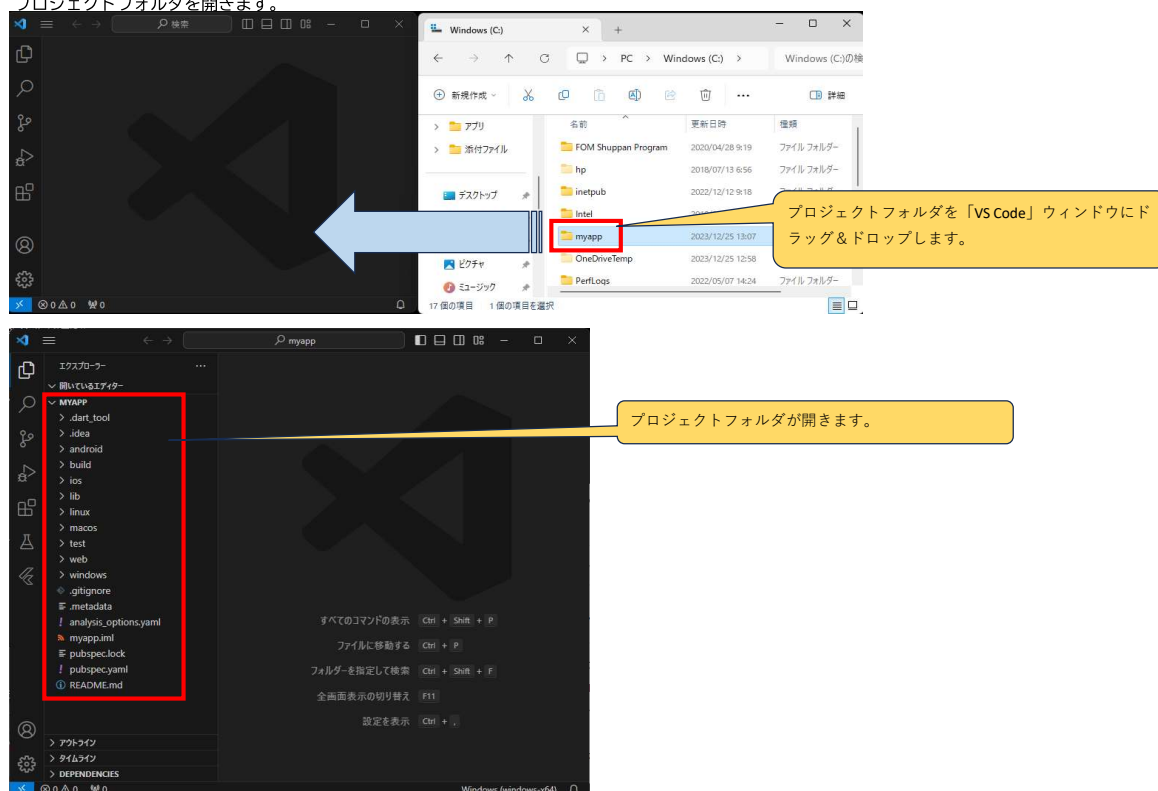 プロジェクトフォルダを開きます。
検索
0 0 0
Windows (C:)
PC > Windows (C:) >
Windows (C:)の検
新規作成
詳細
アプリ
添付ファイル
デスクトップ
ピクチャ
ミュージック
名前 更新日時 種類
FOM Shuppan Program 2020/04/28 9:19 ファイル フォルダー
hp 2018/07/13 6:56 ファイル フォルダー
inetpub 2022/12/12 9:18
Intel
myapp 2023/12/25 13:07
OneDriveTemp 2023/12/25 12:58
PerfLogs 2022/05/07 14:24 ファイル フォルダー
17 個の項目 1 個の項目を選択
プロジェクトフォルダを「VS Code」ウィンドウにド
ラッグ＆ドロップします。
myapp
エクスプローラー
開いているエディター
MYAPP
.dart_tool
.idea
android
build
ios
lib
linux
macos
test
web
windows
.gitignore
.metadata
analysis_options.yaml
myapp.iml
pubspec.lock
pubspec.yaml
README.md
アウトライン
タイムライン
DEPENDENCIES
すべてのコマンドの表示 Ctrl + Shift + P
ファイルに移動する Ctrl + P
フォルダーを指定して検索 Ctrl + Shift + F
全画面表示の切り替え F11
設定を表示 Ctrl + ,
0 0 0
Windows (windows-x64)
プロジェクトフォルダが開きます。